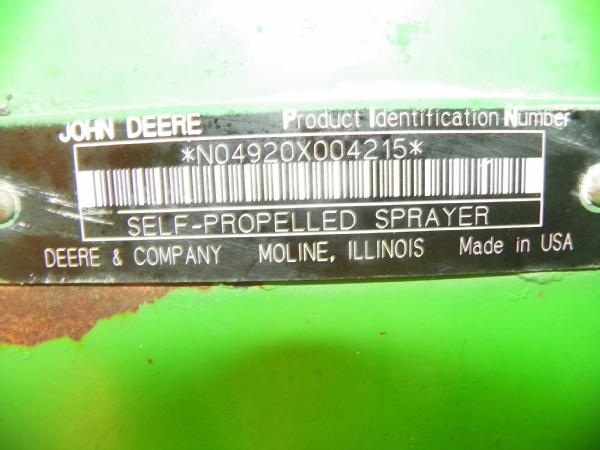 JOHN DEERE Product Identification Number
*N04920X004215*
SELF-PROPELLED SPRAYER
DEERE & COMPANY MOLINE, ILLINOIS Made in USA